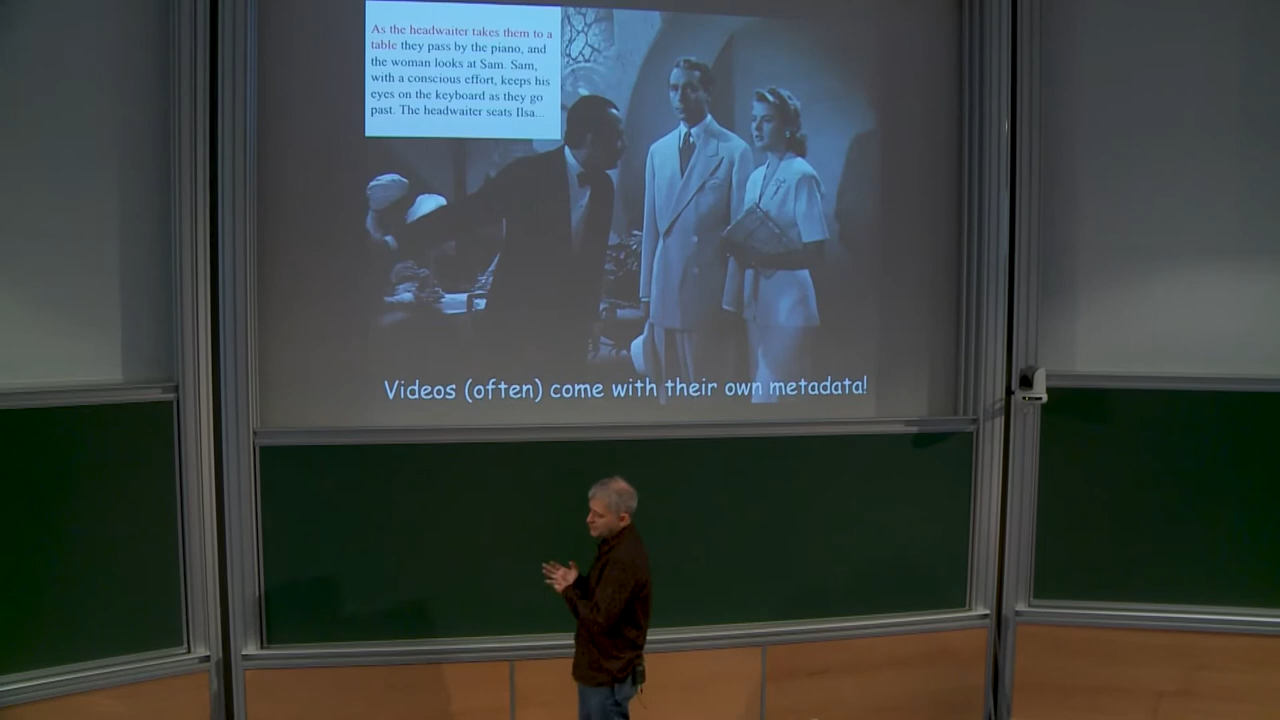 As the headwaiter takes them to a
table they pass by the piano, and
the woman looks at Sam. Sam,
with a conscious effort, keeps his
eyes on the keyboard as they go
past. The headwaiter seats Ilsa...
Videos (often) come with their own metadata!